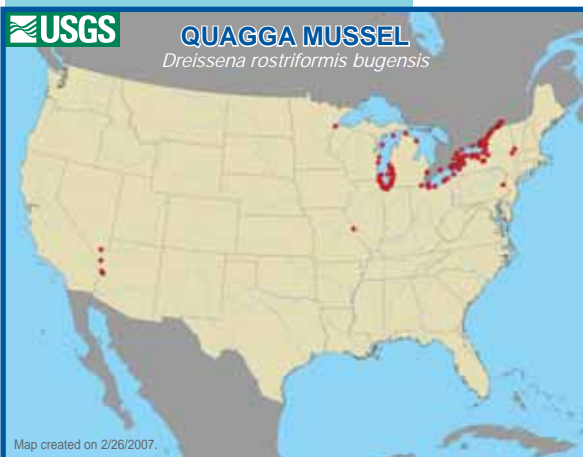 USGS
QUAGGA MUSSEL
Dreissena rostriformis bugensis
Map created on 2/26/2007.